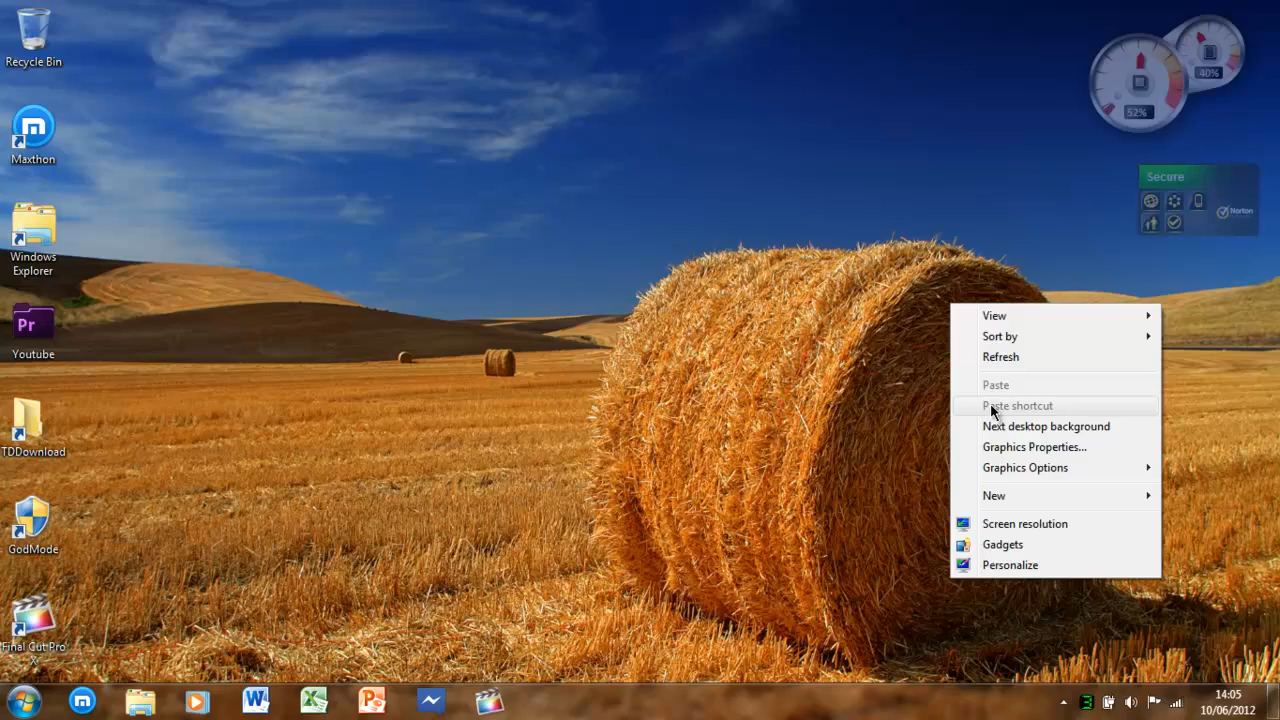 Recycle Bin
Maxthon
Windows
Explorer
Pr
Youtube
TDDownload
GodMode
Final Cut Pro
X
40%
52%
Secure
Norton
View
Sort by
Refresh
Paste
Paste shortcut
Next desktop background
Graphics Properties...
Graphics Options
New
Screen resolution
Gadgets
Personalize
14:05
10/06/2012